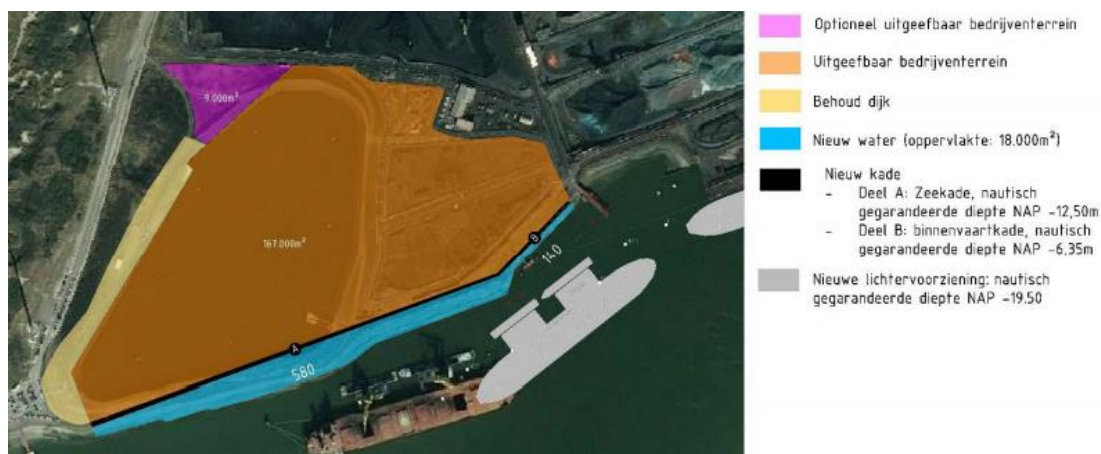 9.000m²
167.000m²
A
580
B
140
Optioneel uitgeefbaar bedrijventerrein
Uitgeefbaar bedrijventerrein
Behoud dijk
Nieuw water (oppervlakte: 18.000m²)
Nieuw kade
- Deel A: Zeekade, nautisch
gegarandeerde diepte NAP -12,50m
- Deel B: binnenvaartkade, nautisch
gegarandeerde diepte NAP -6,35m
Nieuwe lichtervoorziening: nautisch
gegarandeerde diepte NAP -19.50